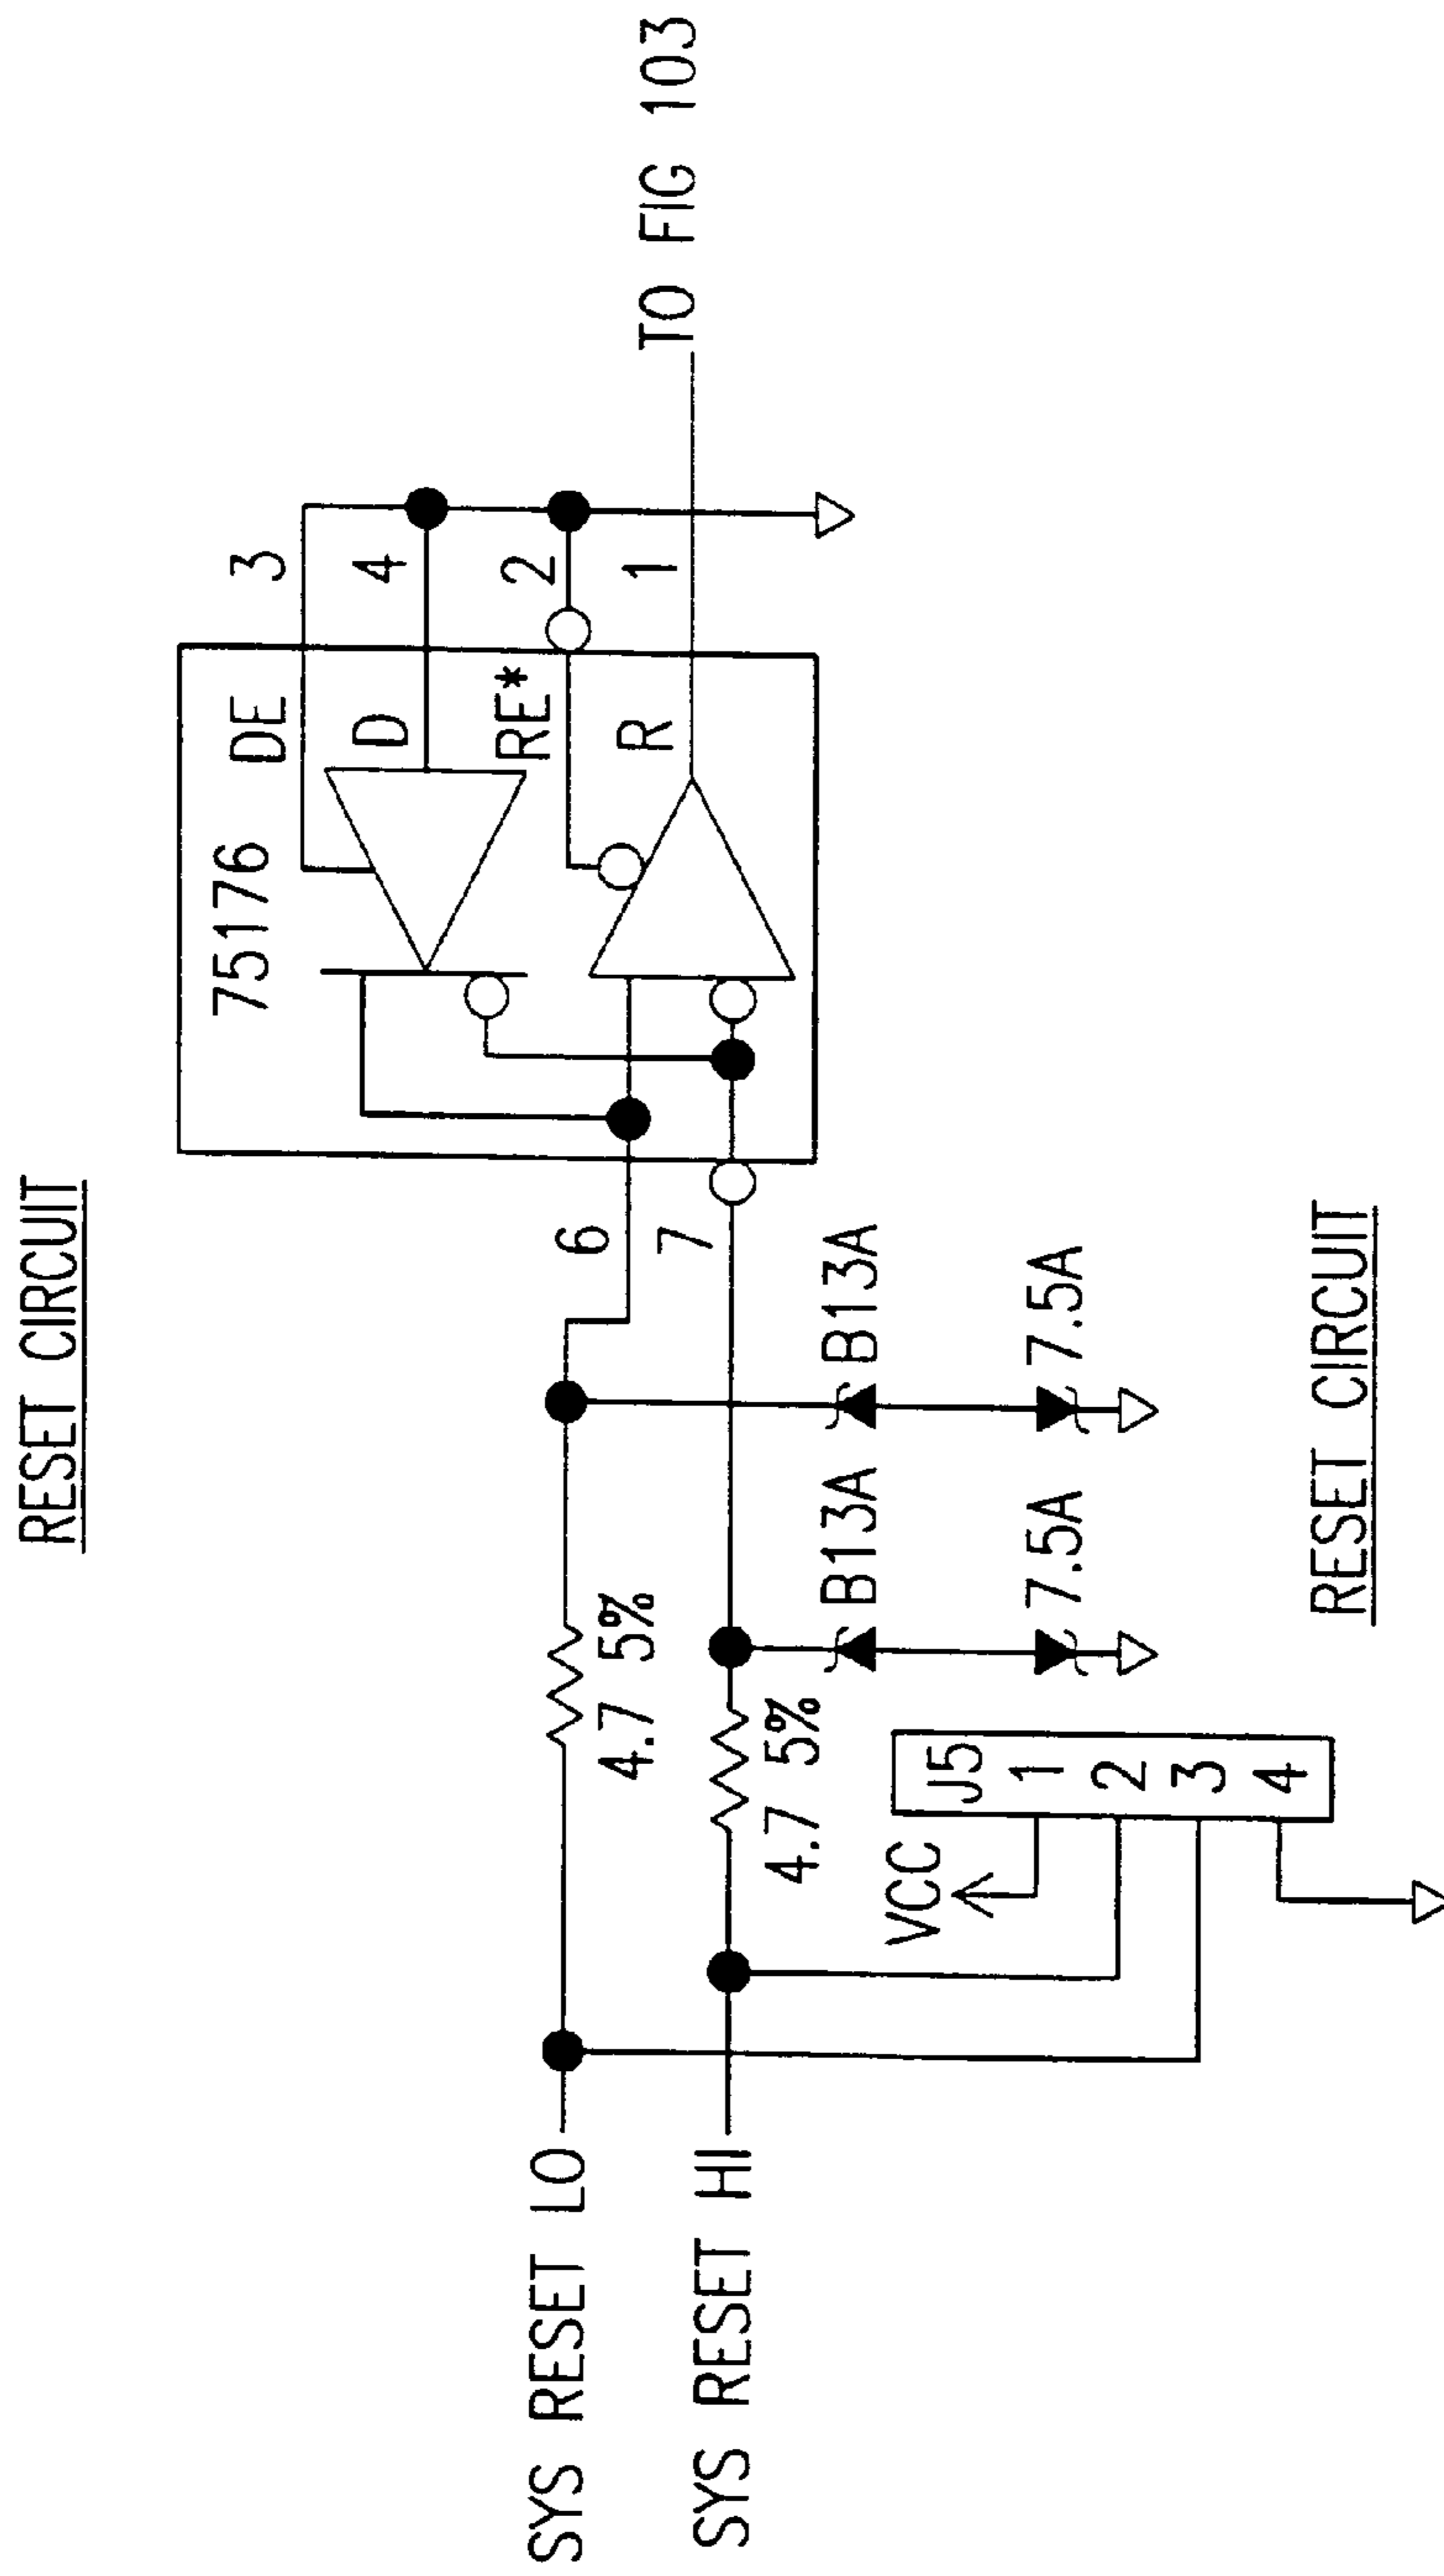 RESET CIRCUIT
75176
DE
3
D
4
RE*
2
R
1
TO FIG 103
6
7
SYS RESET LO
4.7 5%
SYS RESET HI
4.7 5%
B13A
B13A
7.5A
7.5A
VCC
J5
1
2
3
4
RESET CIRCUIT